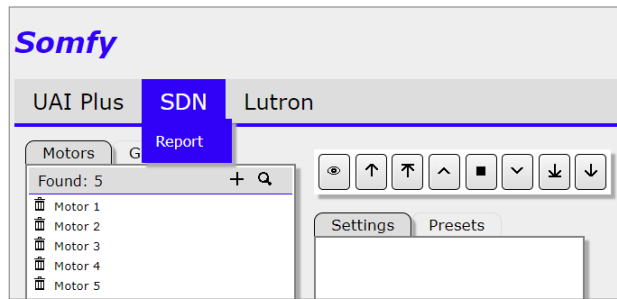 Somfy
UAI Plus SDN Lutron
Report
Motors G
Found: 5
Motor 1
Motor 2
Motor 3
Motor 4
Motor 5
Settings Presets